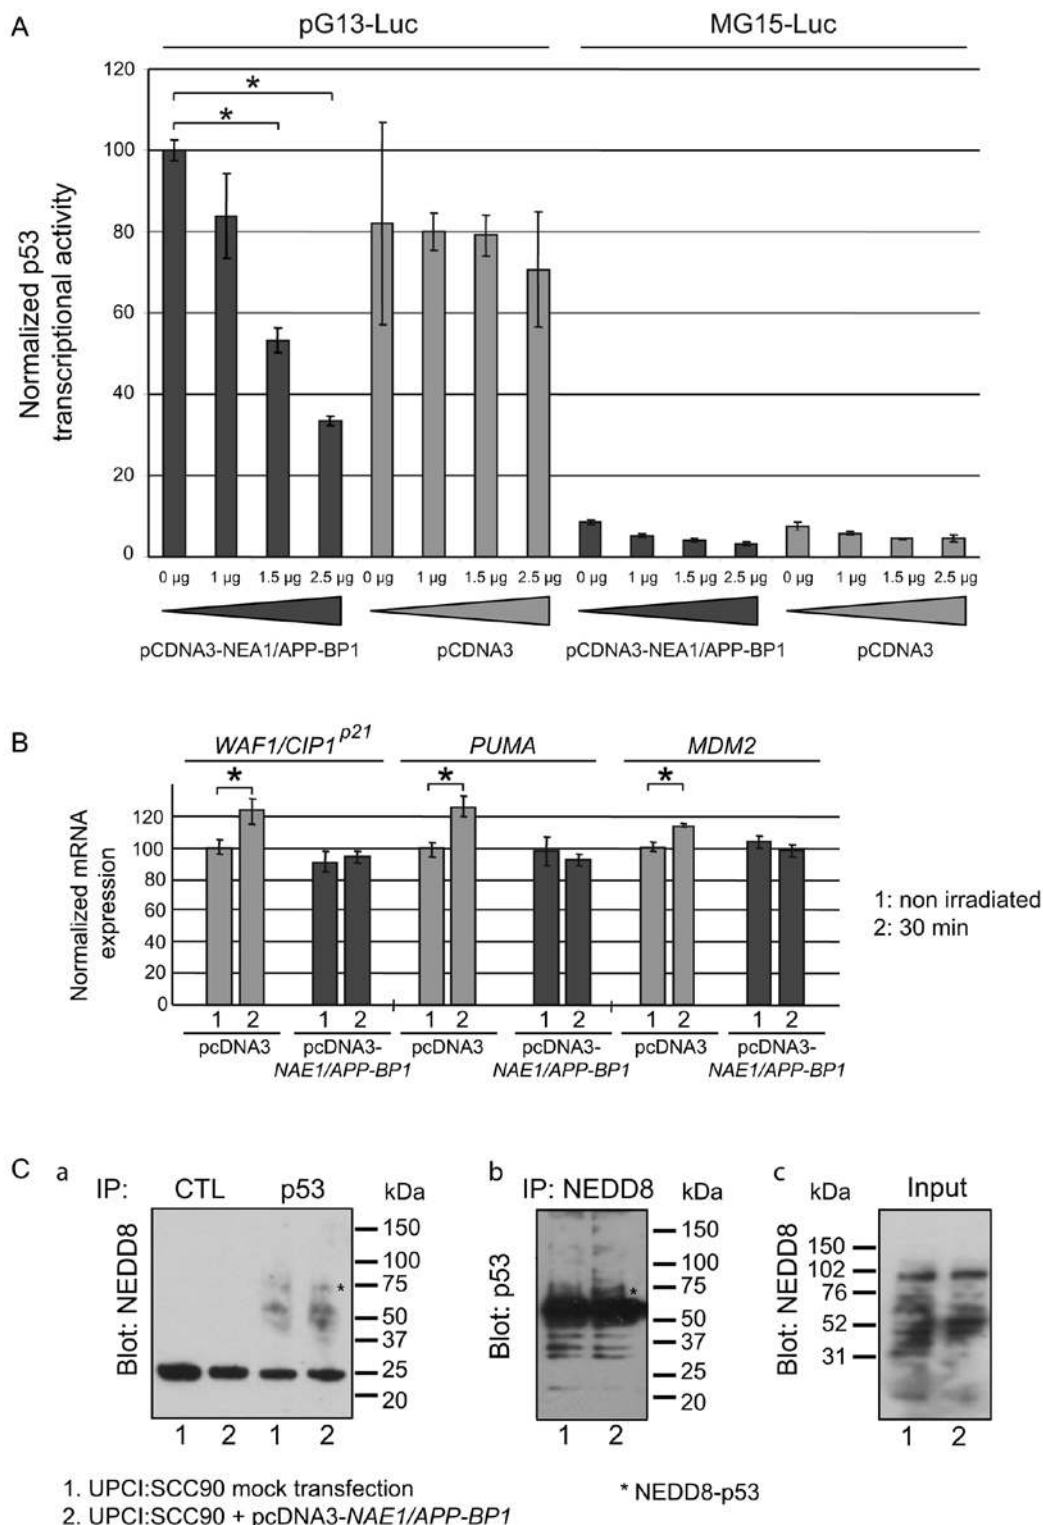 A
pG13-Luc MG15-Luc
Normalized p53
transcriptional activity
120
100
80
60
40
20
0
* *
0 µg 1 µg 1.5 µg 2.5 µg 0 µg 1 µg 1.5 µg 2.5 µg 0 µg 1 µg 1.5 µg 2.5 µg 0 µg 1 µg 1.5 µg 2.5 µg
pCDNA3-NEA1/APP-BP1 pCDNA3 pCDNA3-NEA1/APP-BP1 pCDNA3
B
WAF1/CIP1 p21 PUMA MDM2
* * *
Normalized mRNA
expression
120
100
80
60
40
20
0
1 2 1 2 1 2 1 2 1 2 1 2
pcDNA3 pcDNA3- pcDNA3 pcDNA3- pcDNA3 pcDNA3-
NAE1/APP-BP1 NAE1/APP-BP1 NAE1/APP-BP1
1: non irradiated
2: 30 min
C a
IP: CTL p53 kDa
Blot: NEDD8
150
100
75
*
50
37
25
20
1 2 1 2
b
IP: NEDD8 kDa
Blot: p53
150
100
75
*
50
37
25
20
1 2
c
kDa Input
Blot: NEDD8
150
102
76
52
31
1 2
1. UPCI:SCC90 mock transfection
2. UPCI:SCC90 + pcDNA3-NAE1/APP-BP1
* NEDD8-p53